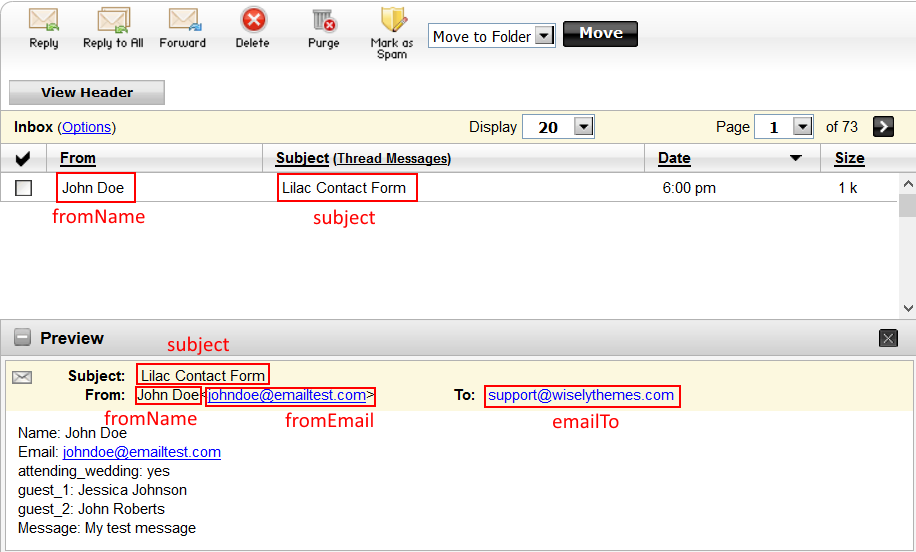 Reply Reply to All Forward Delete Purge Mark as Spam Move to Folder Move
View Header
Inbox (Options) Display 20 Page 1 of 73
From Subject (Thread Messages) Date Size
John Doe Lilac Contact Form 6:00 pm 1 k
fromName subject
Preview
subject
Subject: Lilac Contact Form
From: John Doe<johndoe@emailtest.com> To: support@wiselythemes.com
fromName fromEmail emailTo
Name: John Doe
Email: johndoe@emailtest.com
attending_wedding: yes
guest_1: Jessica Johnson
guest_2: John Roberts
Message: My test message